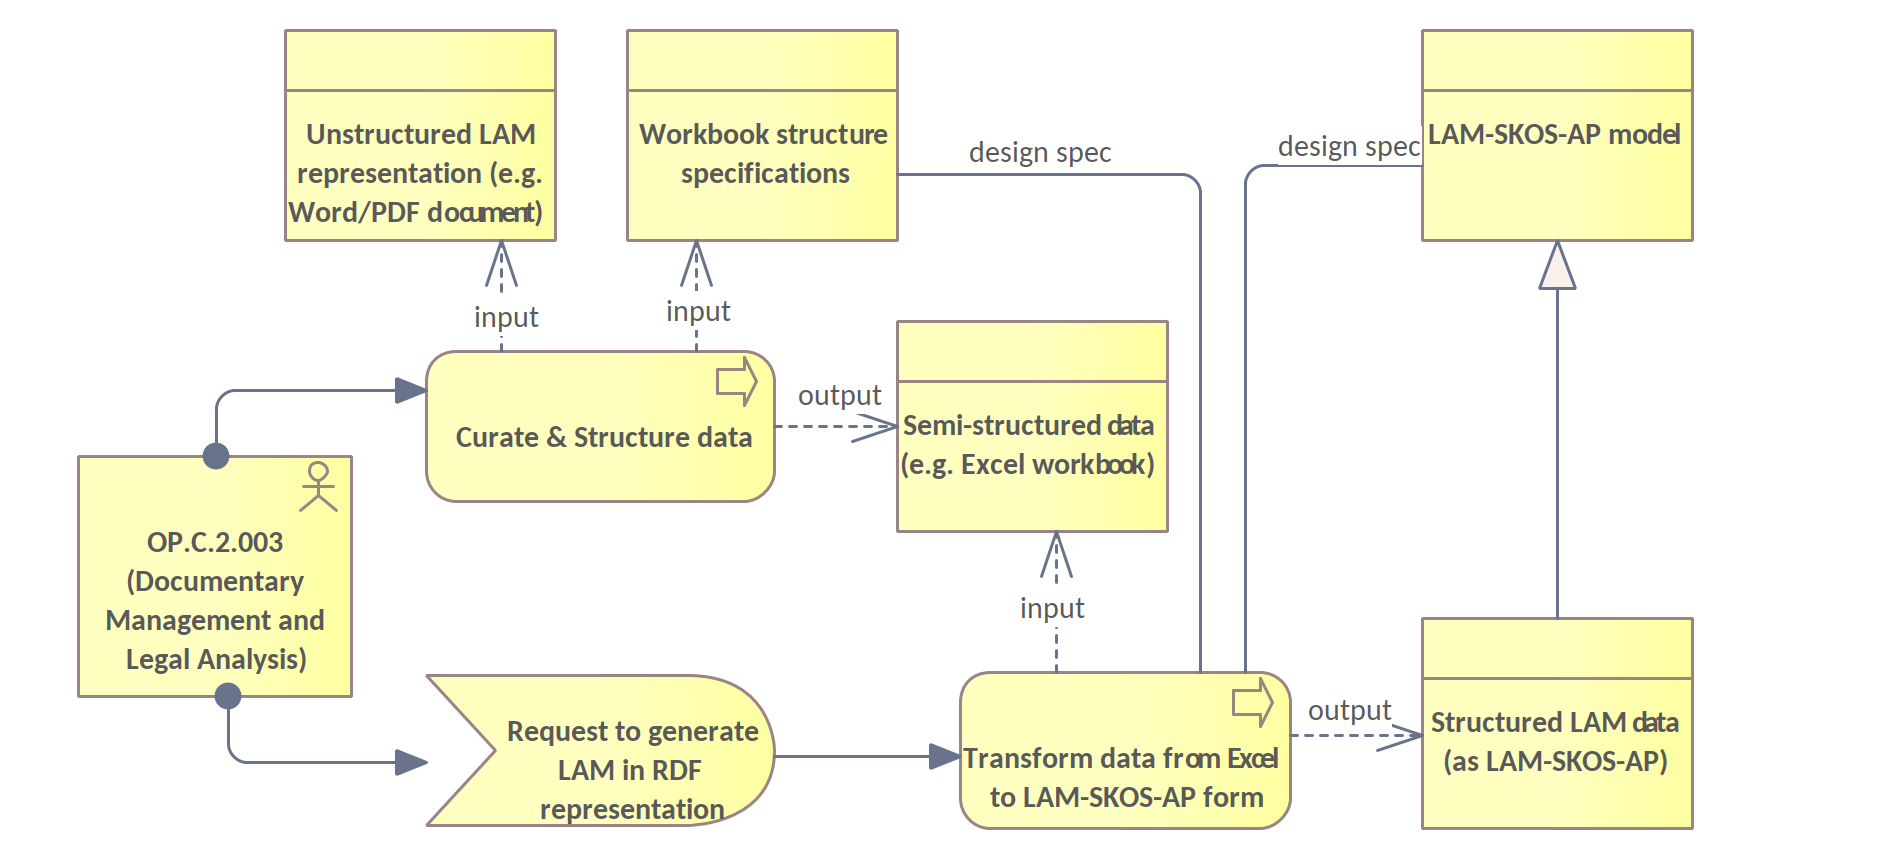 Unstructured LAM
representation (e.g.
Word/PDF document)
Workbook structure
specifications
design spec
design spec
LAM-SKOS-AP model
input
input
Curate & Structure data
output
Semi-structured data
(e.g. Excel workbook)
OP.C.2.003
(Documentary
Management and
Legal Analysis)
input
Request to generate
LAM in RDF
representation
Transform data from Excel
to LAM-SKOS-AP form
output
Structured LAM data
(as LAM-SKOS-AP)